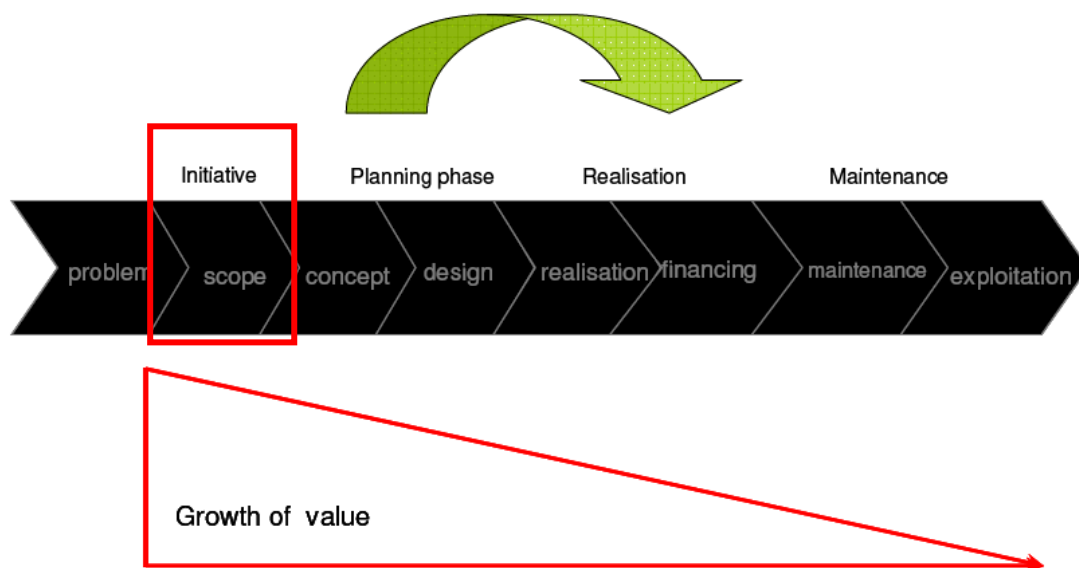 Initiative
Planning phase
Realisation
Maintenance
problem
scope
concept
design
realisation
financing
maintenance
exploitation
Growth of value